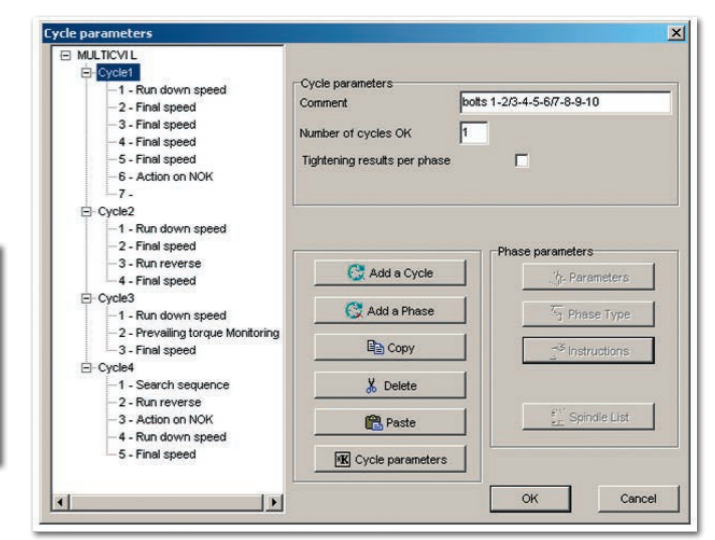 Cycle parameters
MULTICVI L
Cycle1
1 - Run down speed
2 - Final speed
3 - Final speed
4 - Final speed
5 - Final speed
6 - Action on NOK
7 -
Cycle2
1 - Run down speed
2 - Final speed
3 - Run reverse
4 - Final speed
Cycle3
1 - Run down speed
2 - Prevailing torque Monitoring
3 - Final speed
Cycle4
1 - Search sequence
2 - Run reverse
3 - Action on NOK
4 - Run down speed
5 - Final speed
Cycle parameters
Comment bolts 1-2/3-4-5-6/7-8-9-10
Number of cycles OK 1
Tightening results per phase
Add a Cycle
Add a Phase
Copy
Delete
Paste
Cycle parameters
Phase parameters
Parameters
Phase Type
Instructions
Spindle List
OK Cancel